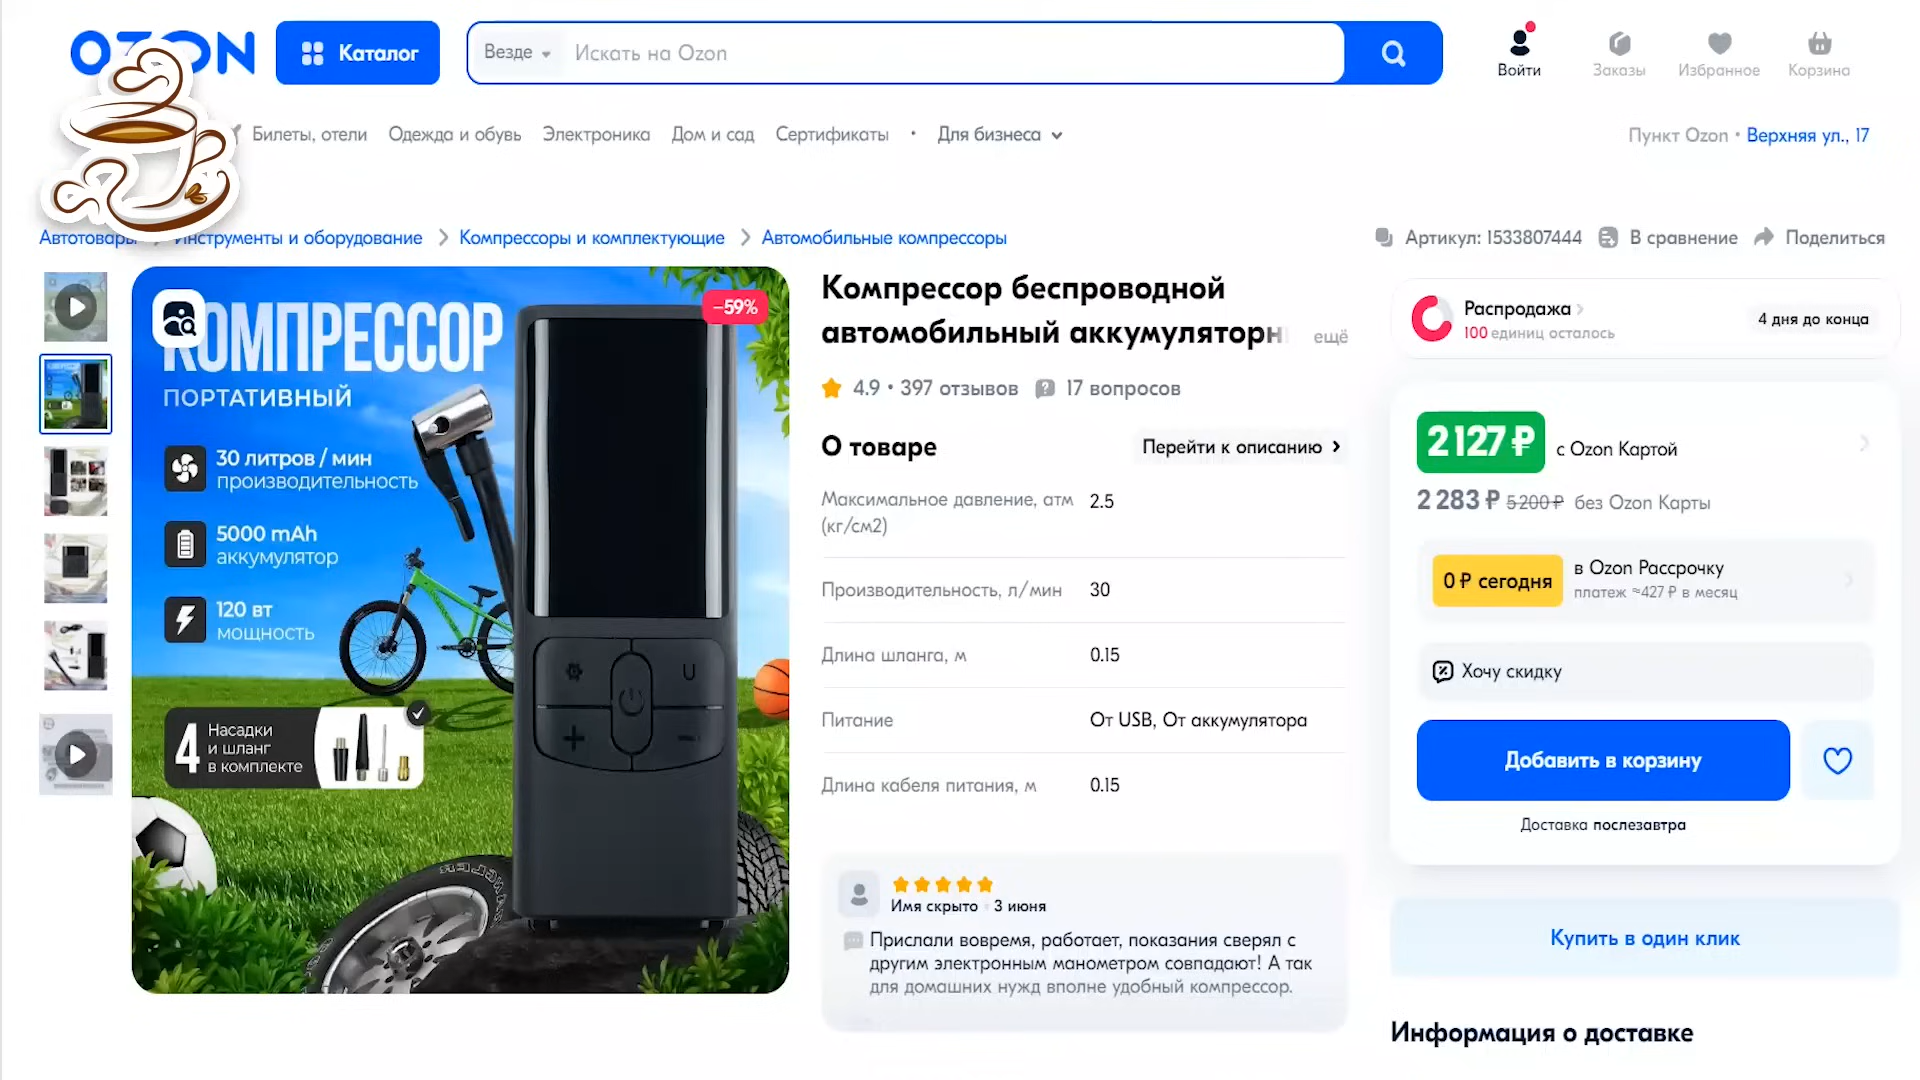 OZON
Каталог
Везде
Искать на Ozon
Войти
Заказы
Избранное
Корзина
Билеты, отели
Одежда и обувь
Электроника
Дом и сад
Сертификаты
•
Для бизнеса
Пункт Ozon • Верхняя ул., 17
Автотовары
Инструменты и оборудование
Компрессоры и комплектующие
Автомобильные компрессоры
Артикул: 1533807444
В сравнение
Поделиться
–59%
КОМПРЕССОР
ПОРТАТИВНЫЙ
30 литров / мин
производительность
5000 mAh
аккумулятор
120 вт
мощность
4
Насадки
и шланг
в комплекте
U
Компрессор беспроводной
автомобильный аккумуляторн
ещё
4.9 • 397 отзывов
17 вопросов
О товаре
Перейти к описанию
Максимальное давление, атм
(кг/см2)
2.5
Производительность, л/мин
30
Длина шланга, м
0.15
Питание
От USB, От аккумулятора
Длина кабеля питания, м
0.15
Имя скрыто • 3 июня
Прислали вовремя, работает, показания сверял с
другим электронным манометром совпадают! А так
для домашних нужд вполне удобный компрессор.
Распродажа
100 единиц осталось
4 дня до конца
2 127 ₽
с Ozon Картой
2 283 ₽ 5 200 ₽ без Ozon Карты
0 ₽ сегодня
в Ozon Рассрочку
платеж ≈427 ₽ в месяц
Хочу скидку
Добавить в корзину
Доставка послезавтра
Купить в один клик
Информация о доставке